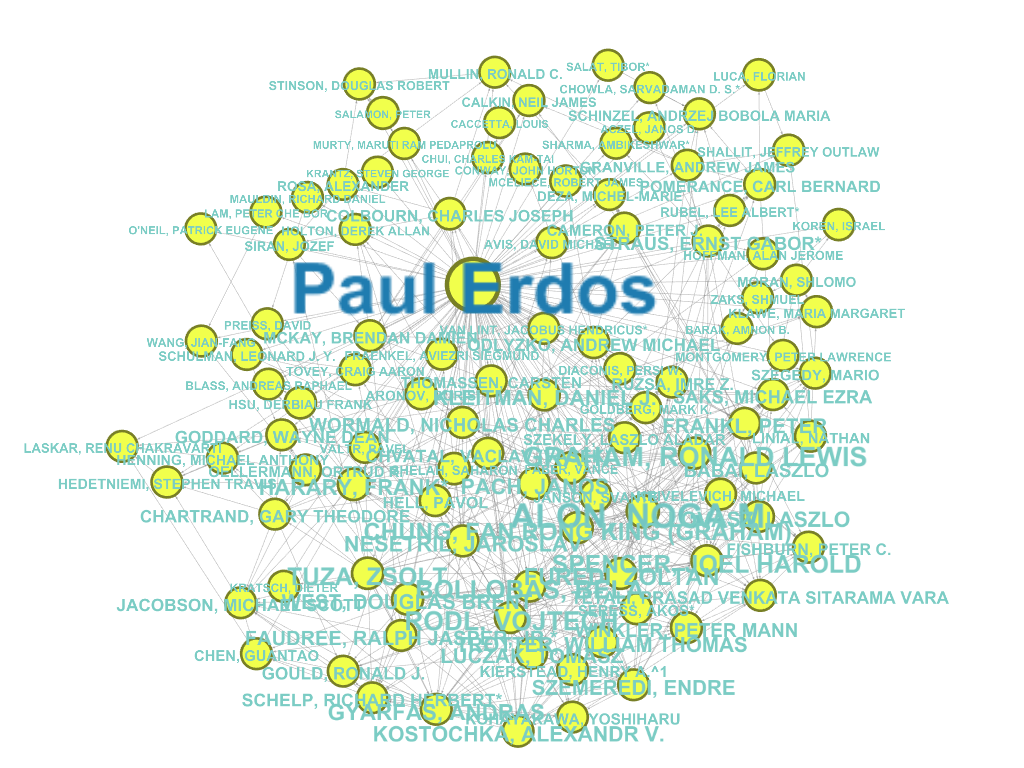 SALAT, TIBOR*
MULLIN, RONALD C.
LUCA, FLORIAN
STINSON, DOUGLAS ROBERT
CHOWLA, SARVADAMAN D. S.*
CALKIN, NEIL JAMES
SALAMON, PETER
SCHINZEL, ANDRZEJ BOBOLA MARIA
CACCETTA, LOUIS
ACZEL, JANOS D.
MURTY, MARUTI RAM PEDAPROLU
SHARMA, AMBIKESHWAR*
SHALLIT, JEFFREY OUTLAW
CHUI, CHARLES KAM-TAI
GRANVILLE, ANDREW JAMES
KRANTZ, STEVEN GEORGE
CONWAY, JOHN HORTON
MCELIECE, ROBERT JAMES
ROSA, ALEXANDER
POMERANCE, CARL BERNARD
MAULDIN, RICHARD DANIEL
DEZA, MICHEL-MARIE
LAM, PETER CHE BOR
COLBOURN, CHARLES JOSEPH
RUBEL, LEE ALBERT*
O'NEIL, PATRICK EUGENE
HOLTON, DEREK ALLAN
CAMERON, PETER J.
KOREN, ISRAEL
SIRAN, JOZEF
AVIS, DAVID MICHAEL
STRAUS, ERNST GABOR*
HOFFMAN, ALAN JEROME
Paul Erdos
MORAN, SHLOMO
ZAKS, SHMUEL
KLAWE, MARIA MARGARET
PREISS, DAVID
VAN LINT, JACOBUS HENDRICUS*
BARAK, AMNON B.
WANG, JIAN-FANG
MCKAY, BRENDAN DAMIEN
ODLYZKO, ANDREW MICHAEL
SCHULMAN, LEONARD J. Y.
FRAENKEL, AVIEZRI SIEGMUND
MONTGOMERY, PETER LAWRENCE
TOVEY, CRAIG AARON
DIACONIS, PERSI W.
SZEGEDY, MARIO
BLASS, ANDREAS RAPHAEL
THOMASSEN, CARSTEN
RUZSA, IMRE Z.
ARONOV, BORIS
KLEITMAN, DANIEL J.
SAKS, MICHAEL EZRA
HSU, DERBIAU FRANK
GOLDBERG, MARK K.
WORMALD, NICHOLAS CHARLES
FRANKL, PETER
GODDARD, WAYNE DEAN
SZEKELY, LASZLO ALADAR
LINIAL, NATHAN
LASKAR, RENU CHAKRAVARTI
VALTR, PAVEL
CHVATAL, VACLAV
GRAHAM, RONALD LEWIS
HENNING, MICHAEL ANTHONY
OELLERMANN, ORTRUD R.
SHELAH, SAHARON
FABER, VANCE
BABAI, LASZLO
HEDETNIEMI, STEPHEN TRAVIS
HARARY, FRANK*
PACH, JANOS
JANSON, SVANTE
KRIVELEVICH, MICHAEL
HELL, PAVOL
CHARTRAND, GARY THEODORE
ALON, NOGA M.
LOVASZ, LASZLO
CHUNG, FAN RONG KING (GRAHAM)
NESETRIL, JAROSLAV
FISHBURN, PETER C.
SPENCER, JOEL HAROLD
TUZA, ZSOLT
FUREDI, ZOLTAN
KRATSCH, DIETER
BOLLOBAS, BELA
JACOBSON, MICHAEL SCOTT
WEST, DOUGLAS BRENT
PRASAD VENKATA SITARAMA VARA
SERESS, AKOS
RODL, VOJTECH
WINKLER, PETER MANN
FAUDREE, RALPH JASPER, JR.
TROTTER, WILLIAM THOMAS
CHEN, GUANTAO
LUCZAK, TOMASZ
GOULD, RONALD J.
KIERSTEAD, HENRY A.^1
SZEMEREDI, ENDRE
SCHELP, RICHARD HERBERT*
GYARFAS, ANDRAS
KOHAYAKAWA, YOSHIHARU
KOSTOCHKA, ALEXANDR V.